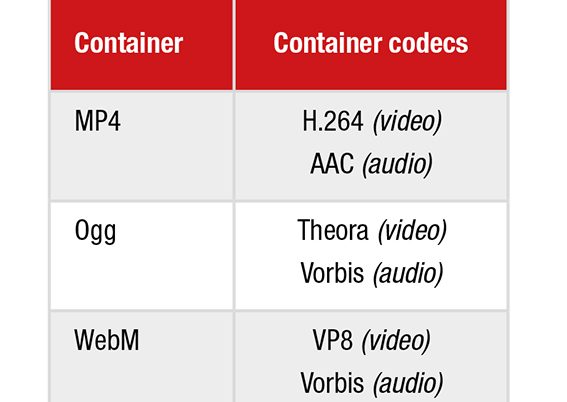 Container Container codecs
MP4 H.264 (video)
AAC (audio)
Ogg Theora (video)
Vorbis (audio)
WebM VP8 (video)
Vorbis (audio)